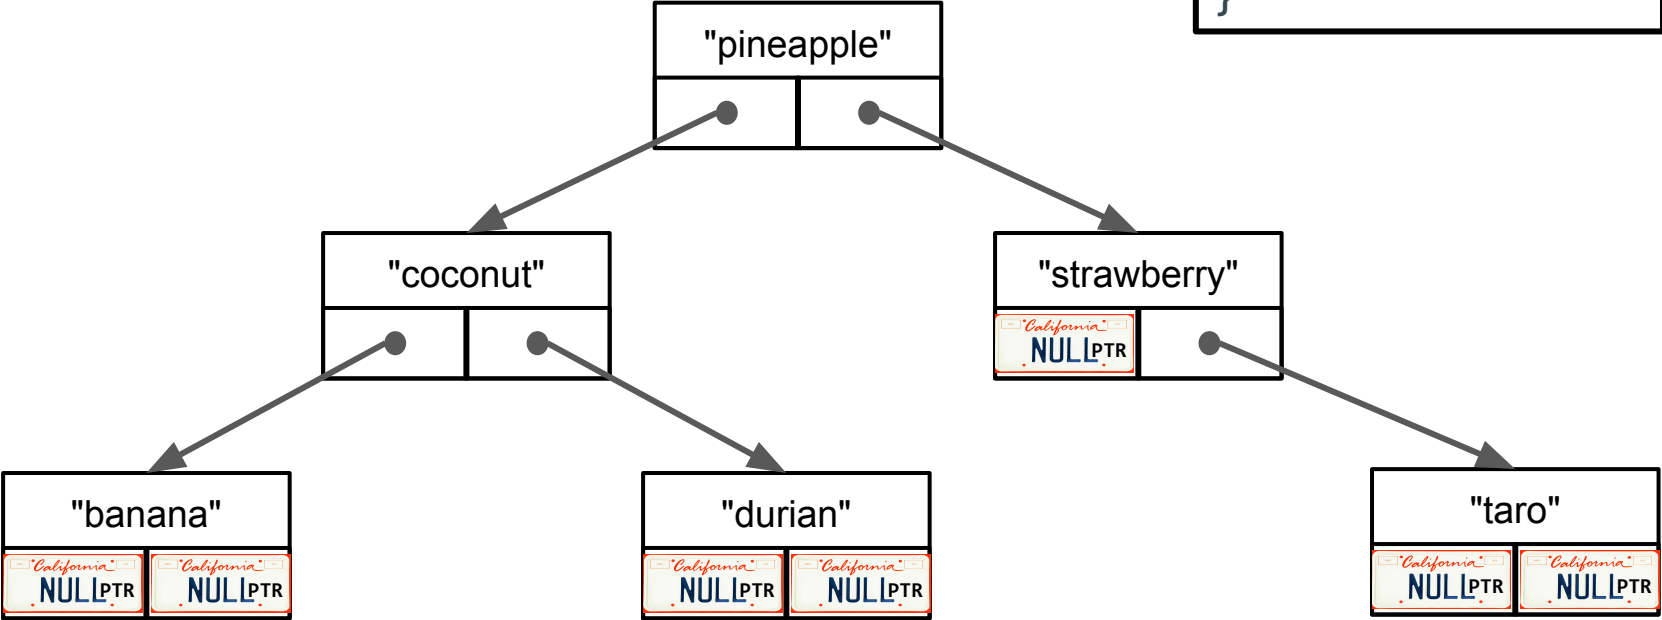 }
"pineapple"
"coconut"
"strawberry"
California
NULLPTR
"banana"
"durian"
"taro"
California
NULLPTR
California
NULLPTR
California
NULLPTR
California
NULLPTR
California
NULLPTR
California
NULLPTR